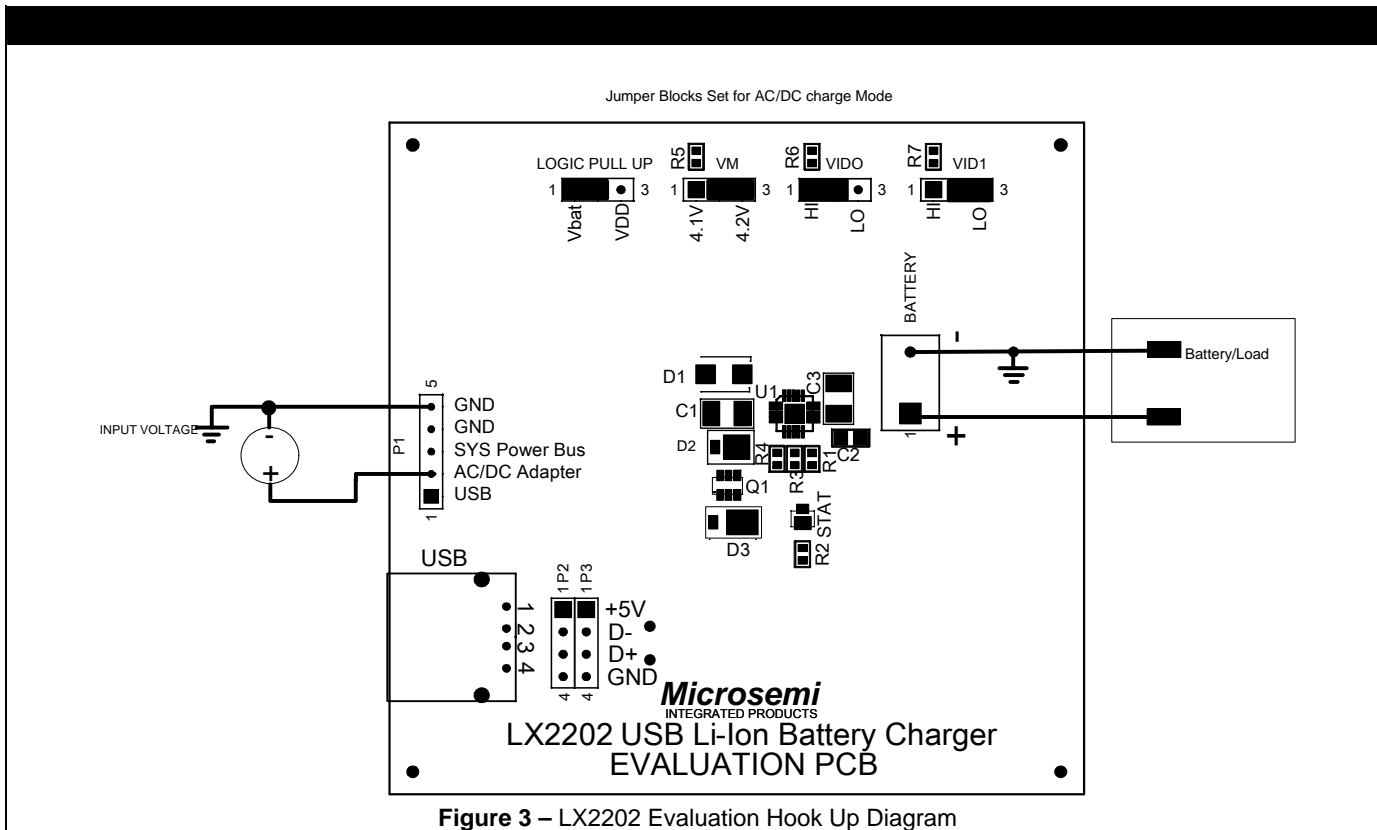 Jumper Blocks Set for AC/DC charge Mode
LOGIC PULL UP
1
3
Vbat
VDD
R5
VM
1
3
4.1V
4.2V
R6
VIDO
1
3
HI
LO
R7
VID1
1
3
HI
LO
BATTERY
-
+
1
Battery/Load
INPUT VOLTAGE
-
+
P1
5
GND
GND
SYS Power Bus
AC/DC Adapter
USB
1
D1
U1
C3
C1
D2
C2
R4
R3
R1
Q1
STAT
D3
R2
USB
1
2
3
4
1 P2
1 P3
4
4
+5V
D-
D+
GND
Microsemi
INTEGRATED PRODUCTS
LX2202 USB Li-Ion Battery Charger
EVALUATION PCB
Figure 3 – LX2202 Evaluation Hook Up Diagram